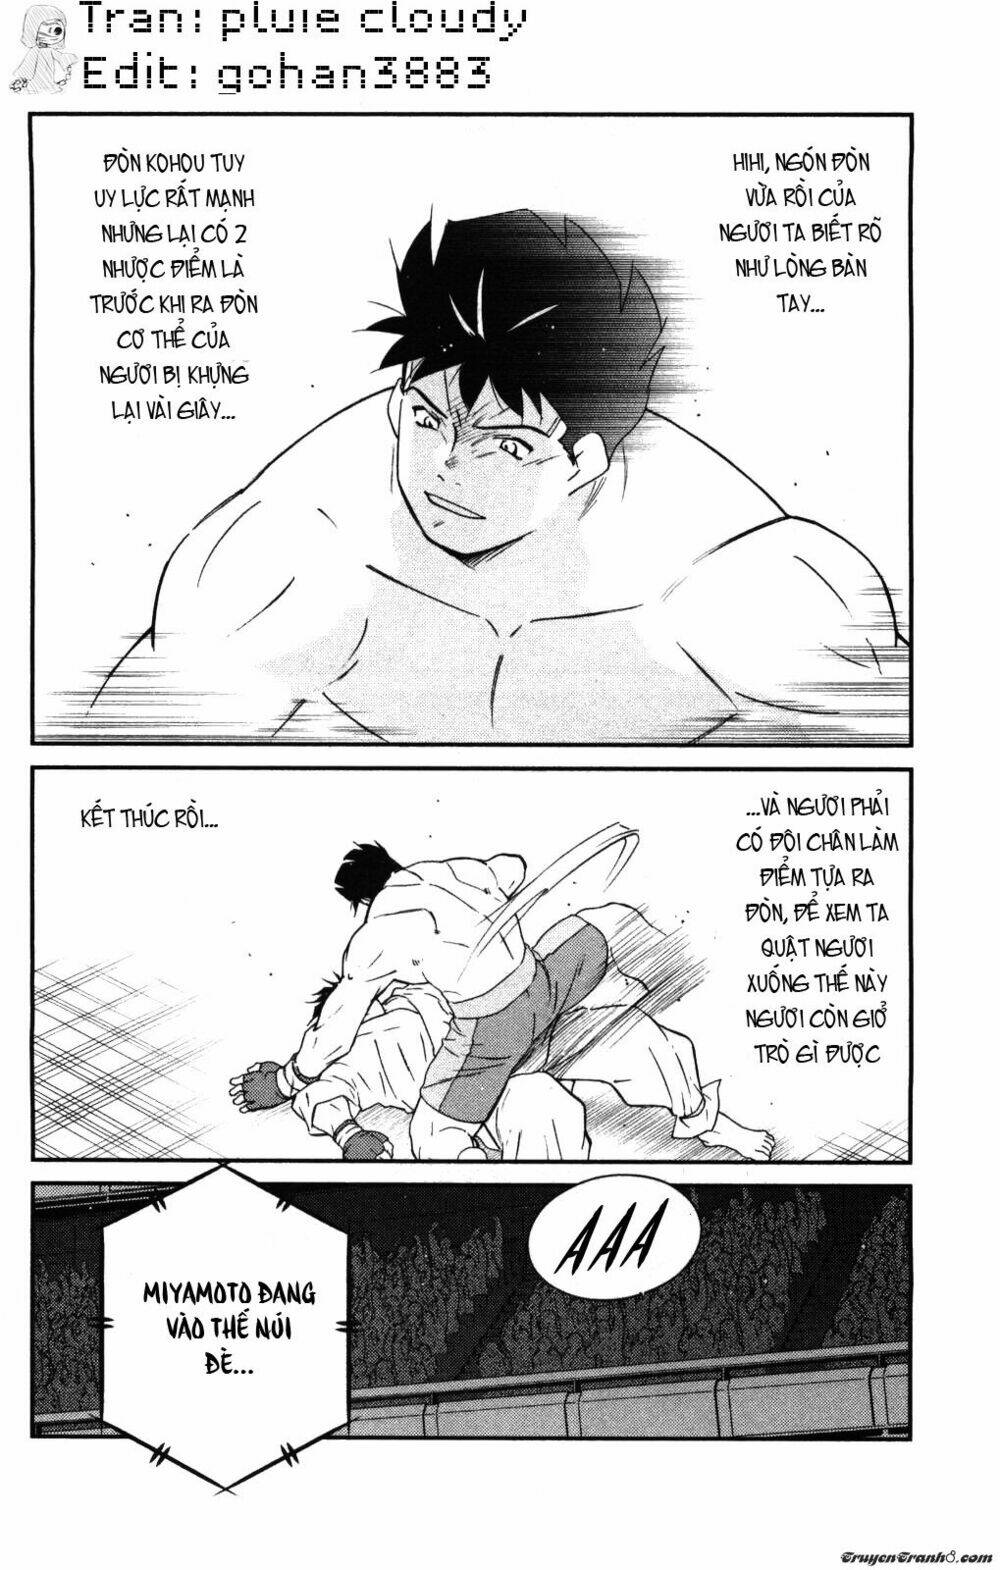 Tran: pluie cloudy
Edit: gohan3883
HIHI, NGÓN ĐÒN
VỪA RỒI CỦA
NGƯƠI TA BIẾT RÕ
NHƯ LÒNG BÀN
TAY...
ĐÒN KOHOU TUY
UY LỰC RẤT MẠNH
NHƯNG LẠI CÓ 2
NHƯỢC ĐIỂM LÀ
TRƯỚC KHI RA ĐÒN
CƠ THỂ CỦA
NGƯƠI BỊ KHỰNG
LẠI VÀI GIÂY...
...VÀ NGƯƠI PHẢI
CÓ ĐÔI CHÂN LÀM
ĐIỂM TỰA RA
ĐÒN, ĐỂ XEM TA
QUẬT NGƯƠI
XUỐNG THẾ NÀY
NGƯƠI CÒN GIỞ
TRÒ GÌ ĐƯỢC
KẾT THÚC RỒI...
AAA
MIYAMOTO ĐANG
VÀO THẾ NÚI
ĐÈ...
TruyenTranh8.com